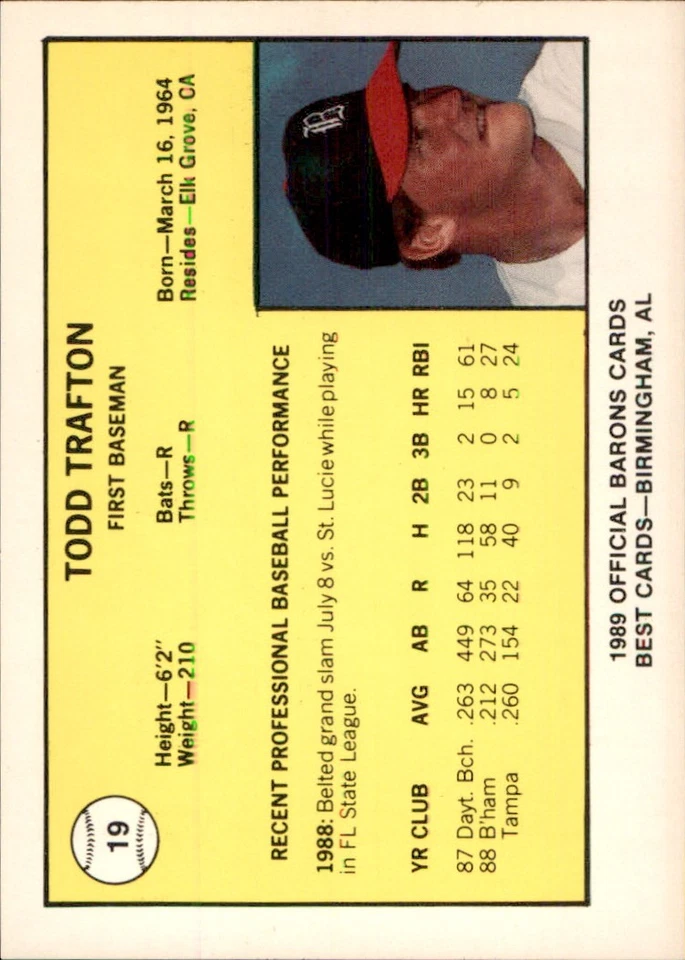 19
TODD TRAFTON
FIRST BASEMAN
Height—6'2" Bats—R Born—March 16, 1964
Weight—210 Throws—R Resides—Elk Grove, CA
RECENT PROFESSIONAL BASEBALL PERFORMANCE
1988: Belted grand slam July 8 vs. St. Lucie while playing
in FL State League.
YR CLUB AVG AB R H 2B 3B HR RBI
87 Dayt. Bch. .263 449 64 118 23 2 15 61
88 B'ham .212 273 35 58 11 0 8 27
Tampa .260 154 22 40 9 2 5 24
B
1989 OFFICIAL BARONS CARDS
BEST CARDS—BIRMINGHAM, AL